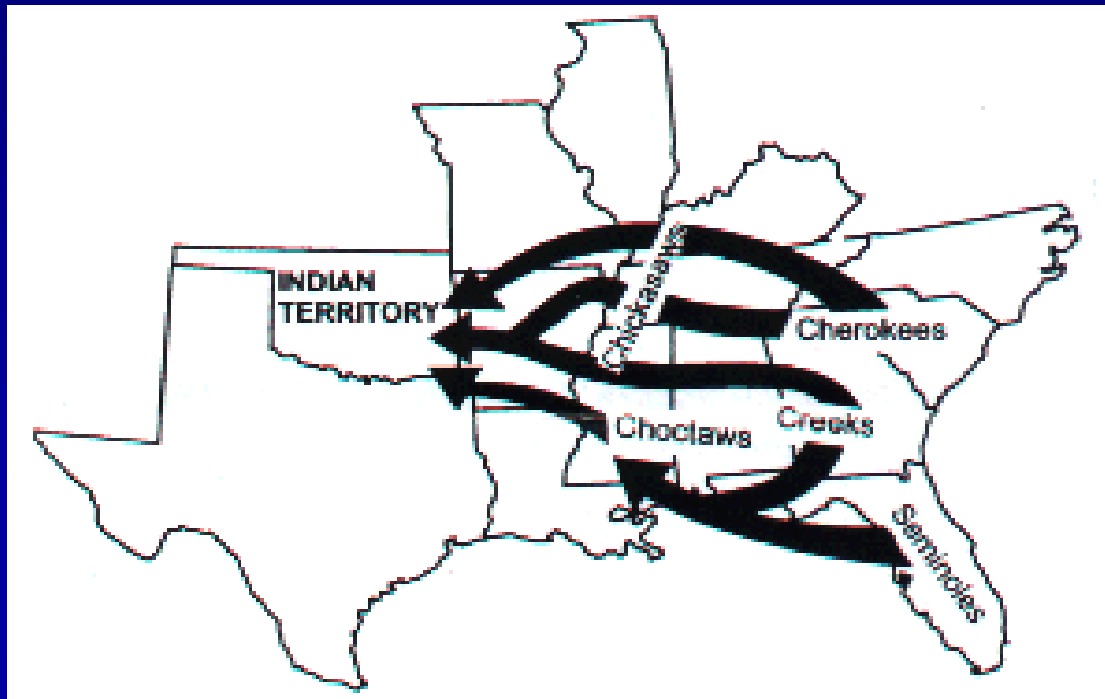 INDIAN
TERRITORY
Chickasaws
Cherokees
Choctaws
Creeks
Seminoles